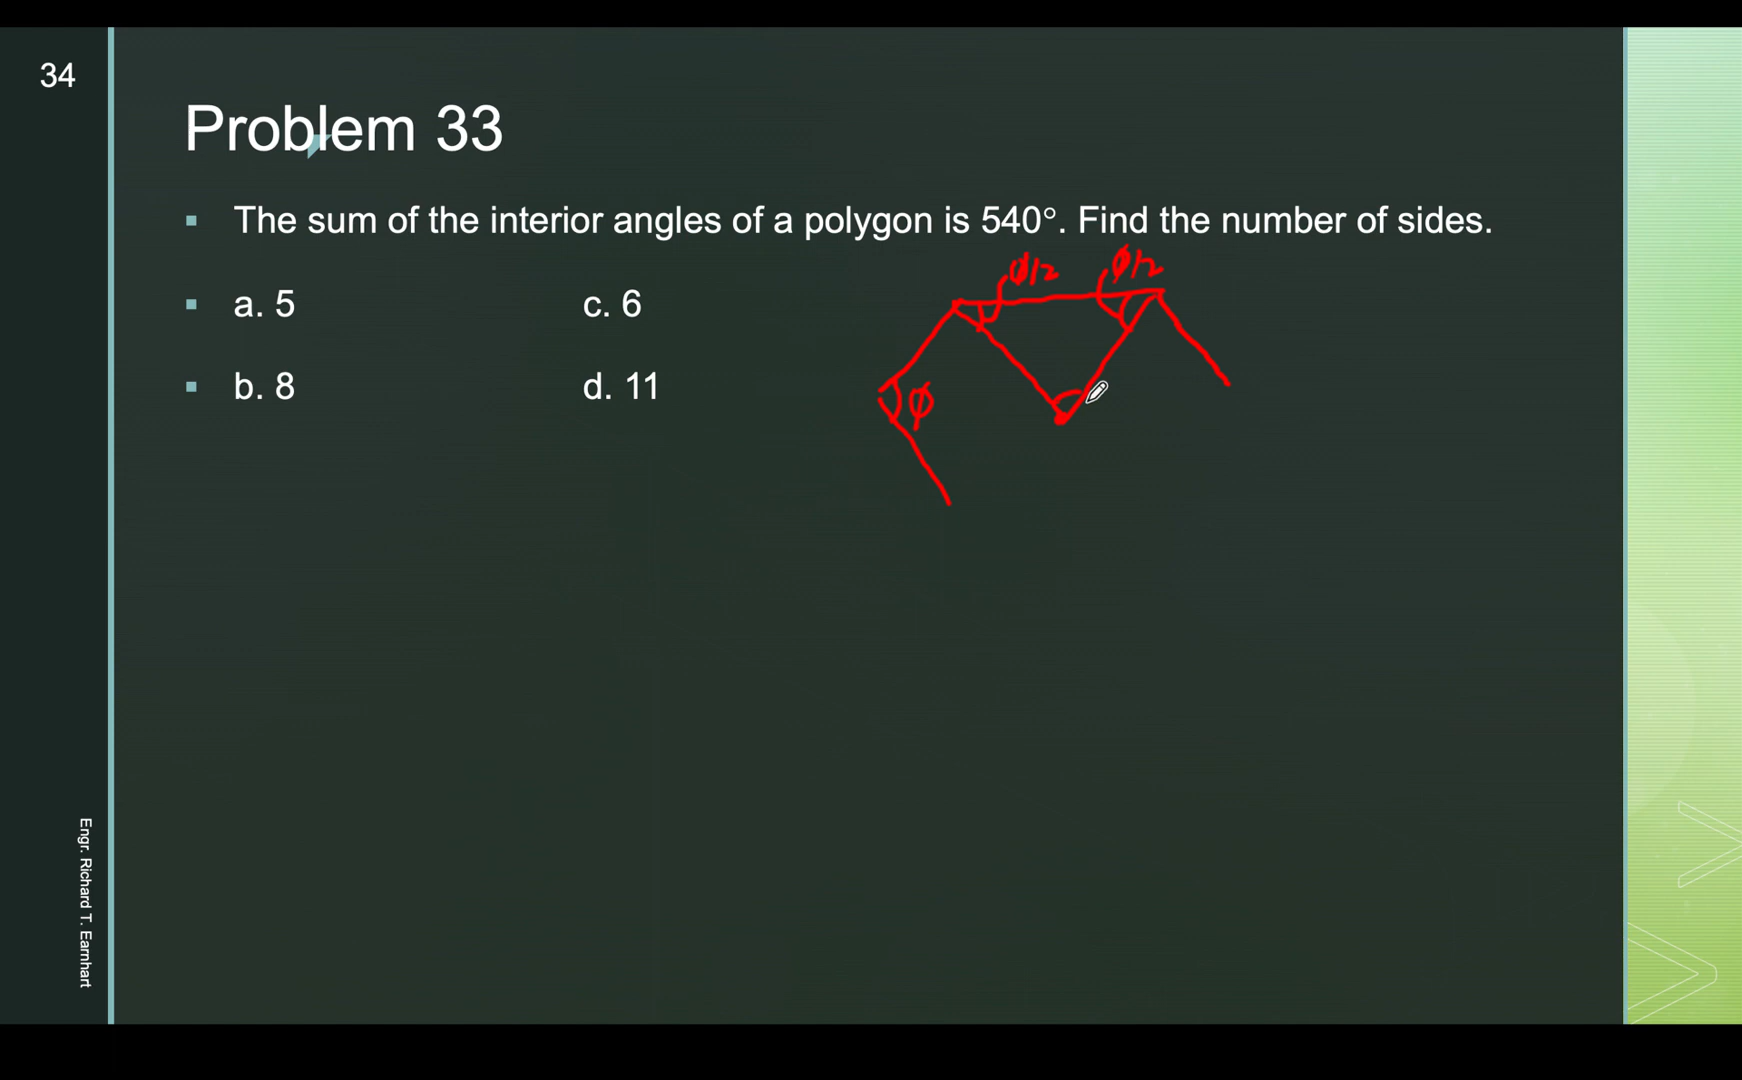 34
Problem 33
▪ The sum of the interior angles of a polygon is 540°. Find the number of sides.
ϕ/2 ϕ/2
▪ a. 5 c. 6
▪ b. 8 d. 11
ϕ
Engr. Richard T. Earnhart